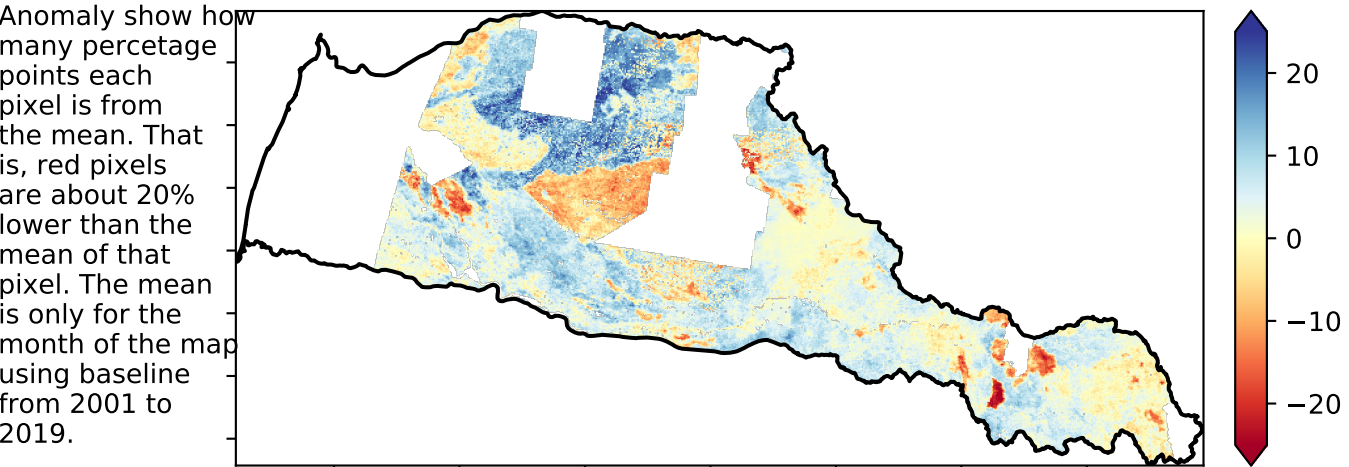 Anomaly show how
many percetage
points each
pixel is from
the mean. That
is, red pixels
are about 20%
lower than the
mean of that
pixel. The mean
is only for the
month of the map
using baseline
from 2001 to
2019.
20
10
0
−10
−20